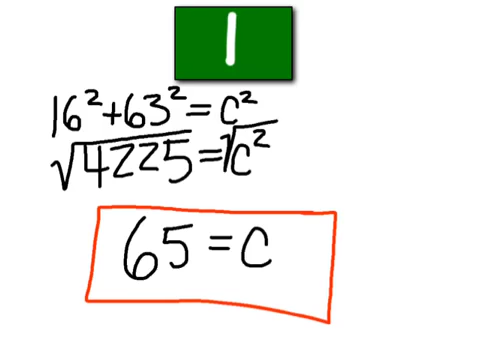 1
16² + 63² = c²
√4225 = √c²
65 = c